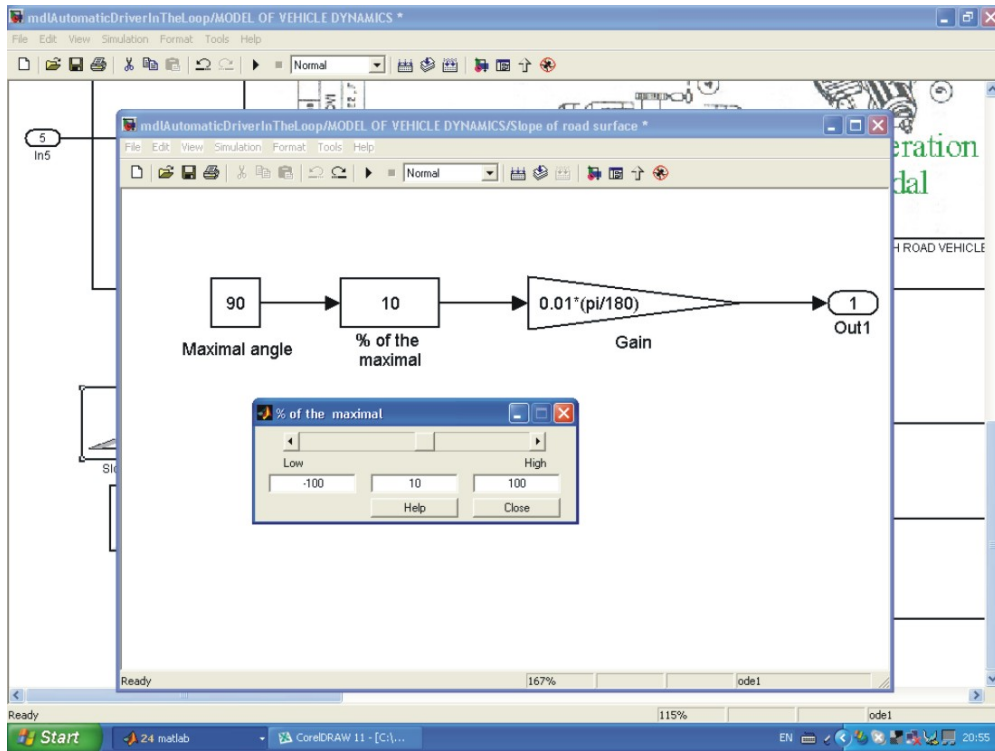 mdlAutomaticDriverInTheLoop/MODEL OF VEHICLE DYNAMICS *
File Edit View Simulation Format Tools Help
Normal
5
In5
mdlAutomaticDriverInTheLoop/MODEL OF VEHICLE DYNAMICS/Slope of road surface *
File Edit View Simulation Format Tools Help
Normal
eration
dal
H ROAD VEHICLE
90
10
0.01*(pi/180)
1
Maximal angle
% of the
maximal
Gain
Out1
% of the maximal
Low
High
-100
10
100
Help
Close
Ready
167%
ode1
Ready
115%
ode1
Start
24 matlab
CorelDRAW 11 - [C:\...
EN
20:55